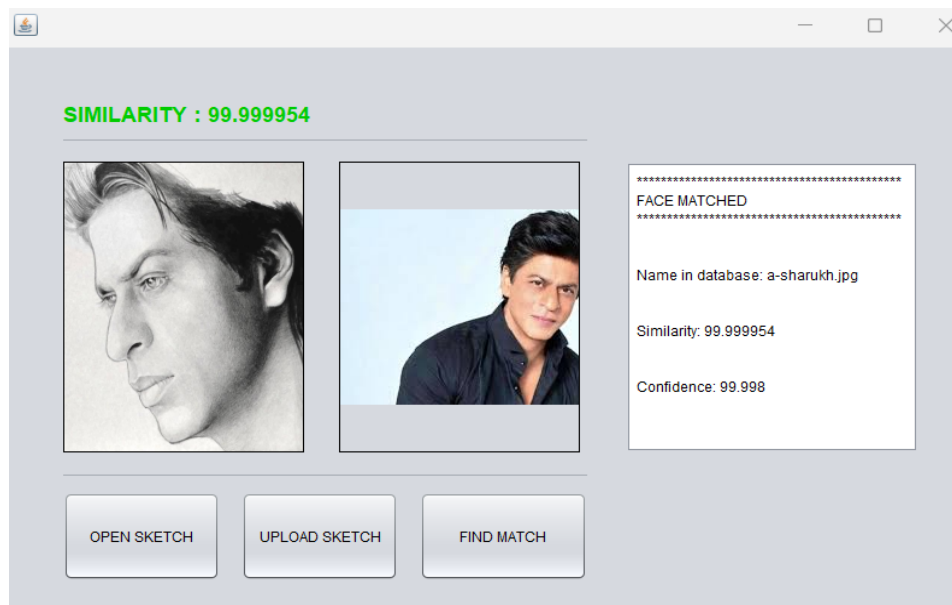 SIMILARITY : 99.999954
********************************************
FACE MATCHED
********************************************
Name in database: a-sharukh.jpg
Similarity: 99.999954
Confidence: 99.998
OPEN SKETCH
UPLOAD SKETCH
FIND MATCH